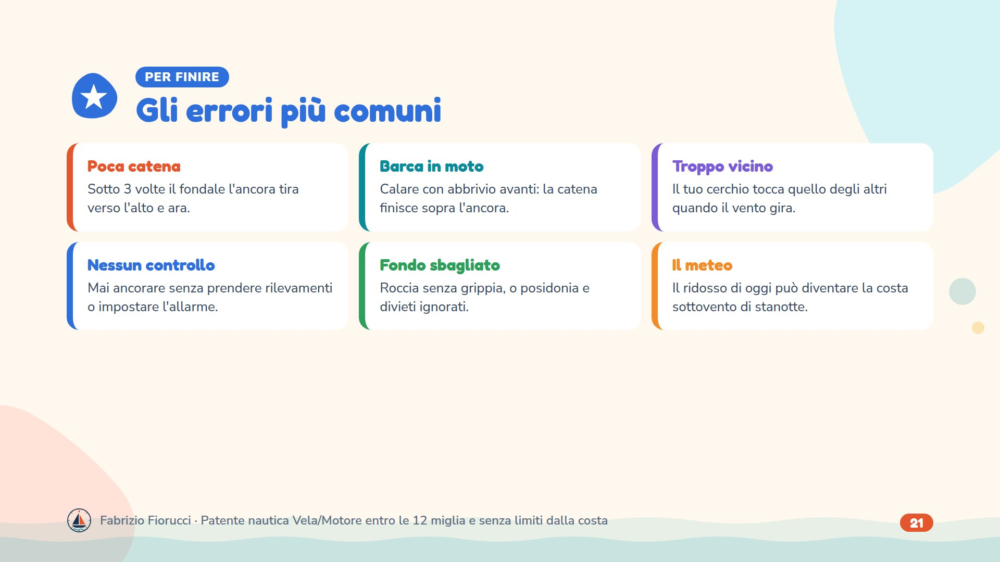 PER FINIRE
Gli errori più comuni
Poca catena
Sotto 3 volte il fondale l'ancora tira
verso l'alto e ara.
Barca in moto
Calare con abbrivio avanti: la catena
finisce sopra l'ancora.
Troppo vicino
Il tuo cerchio tocca quello degli altri
quando il vento gira.
Nessun controllo
Mai ancorare senza prendere rilevamenti
o impostare l'allarme.
Fondo sbagliato
Roccia senza grippia, o posidonia e
divieti ignorati.
Il meteo
Il ridosso di oggi può diventare la costa
sottovento di stanotte.
Fabrizio Fiorucci · Patente nautica Vela/Motore entro le 12 miglia e senza limiti dalla costa
21